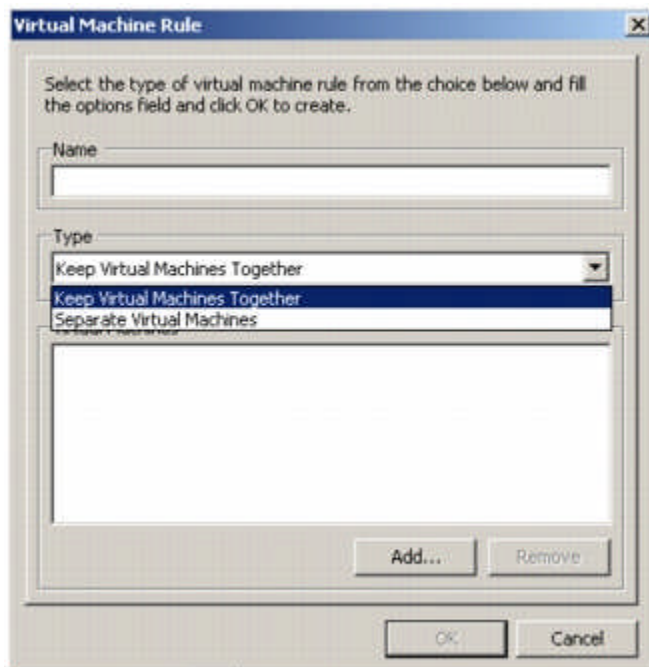 Virtual Machine Rule
Select the type of virtual machine rule from the choice below and fill
the options field and click OK to create.
Name
Type
Keep Virtual Machines Together
Keep Virtual Machines Together
Separate Virtual Machines
Virtual Machines
Add...
Remove
OK
Cancel